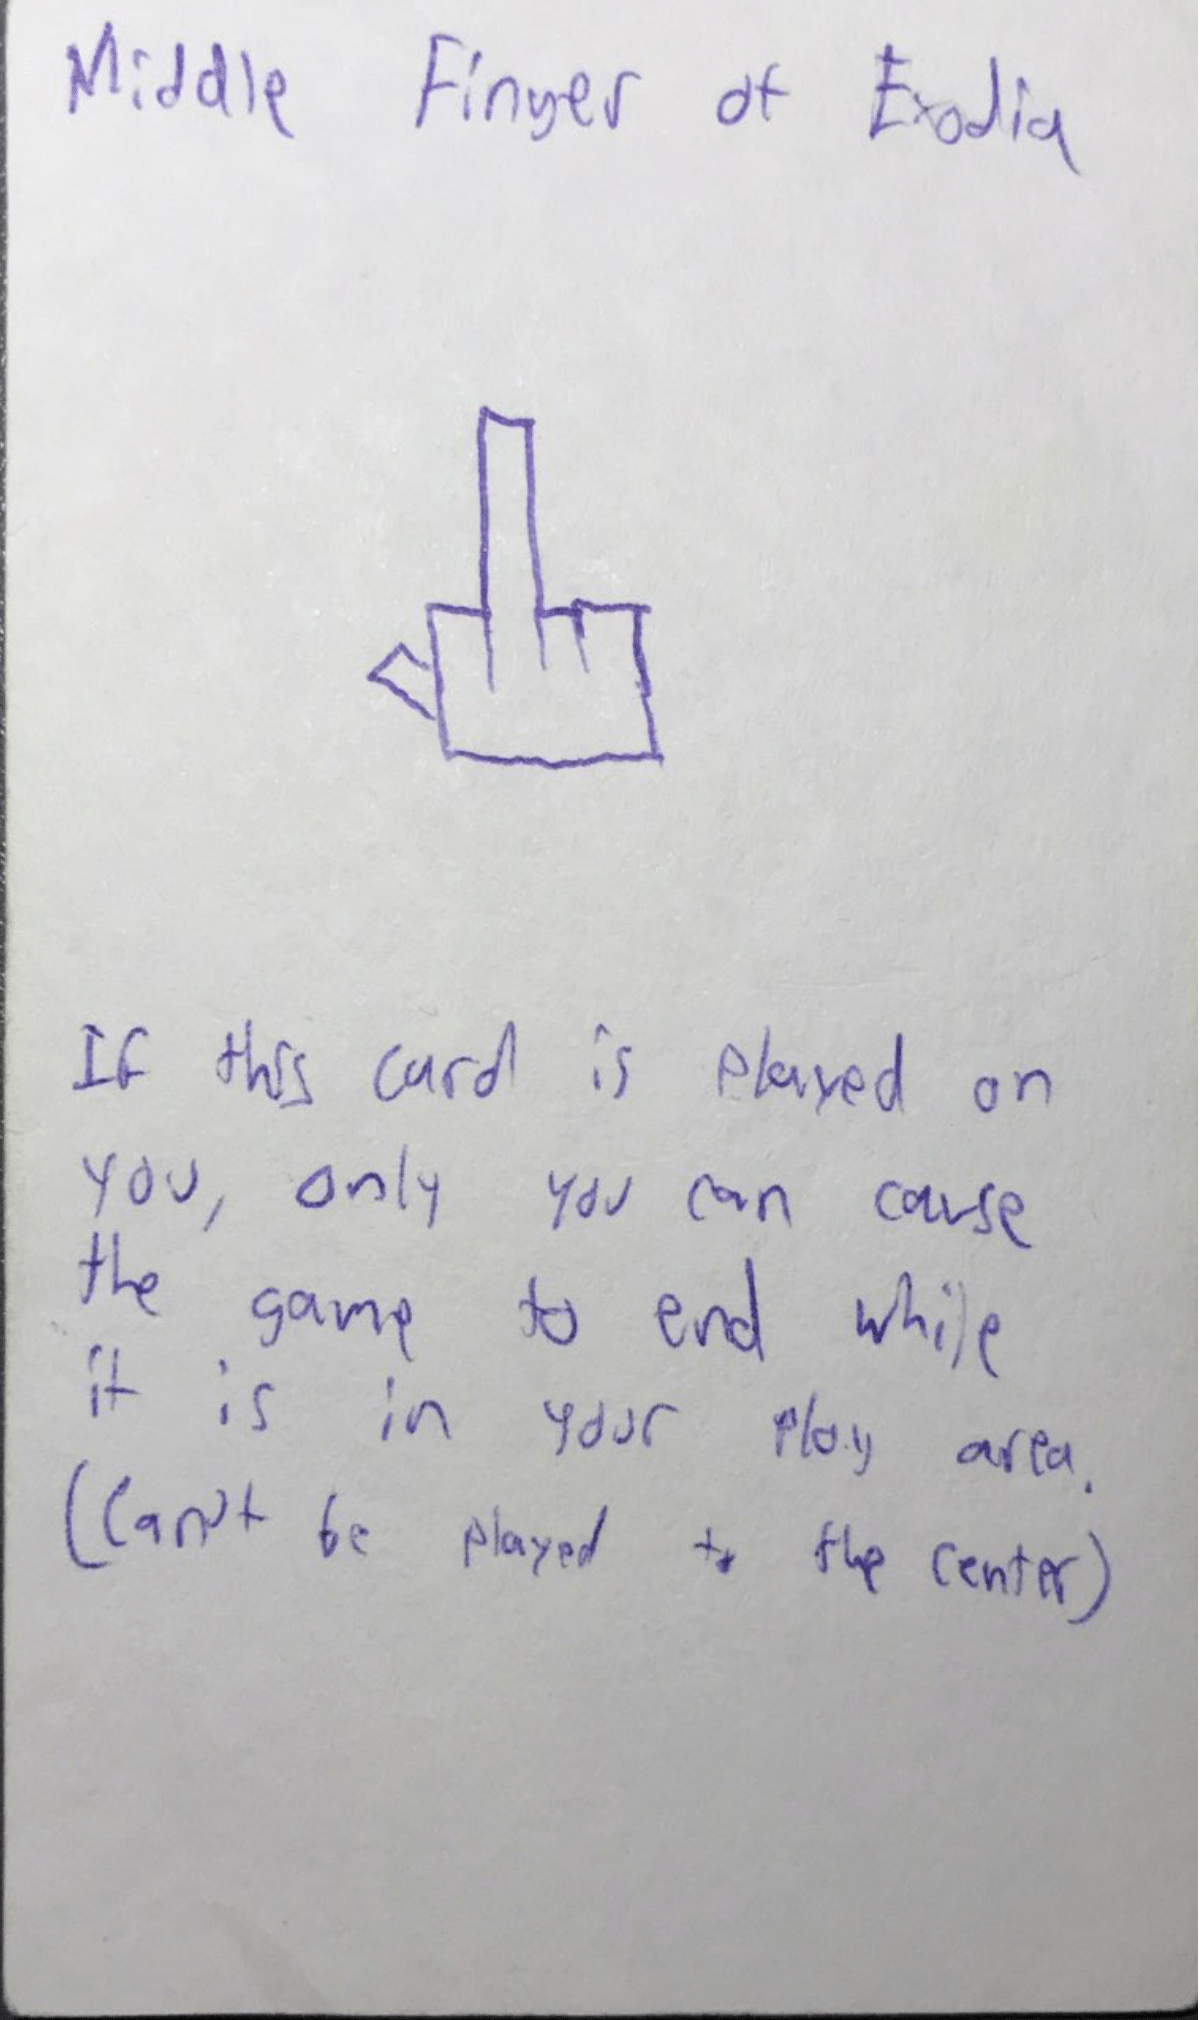 Middle Finger of Exodia
If this card is played on
you, only you can cause
the game to end while
it is in your play area.
(Can't be played to the center)